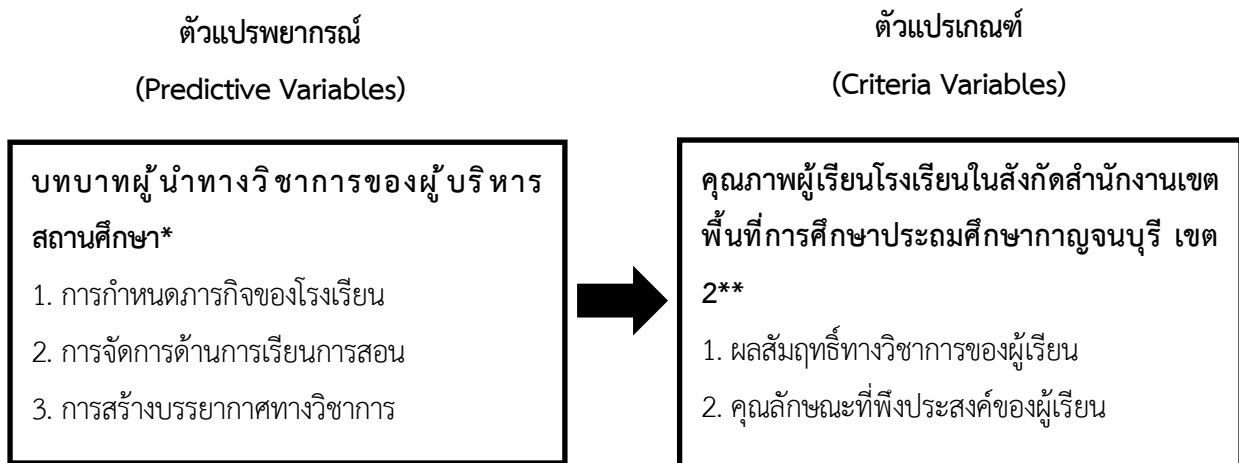 ตัวแปรพยากรณ์
(Predictive Variables)
บทบาทผู้นำทางวิชาการของผู้บริหาร
สถานศึกษา*
1. การกำหนดภารกิจของโรงเรียน
2. การจัดการด้านการเรียนการสอน
3. การสร้างบรรยากาศทางวิชาการ
ตัวแปรเกณฑ์
(Criteria Variables)
คุณภาพผู้เรียนโรงเรียนในสังกัดสำนักงานเขต
พื้นที่การศึกษาประถมศึกษากาญจนบุรี เขต
2**
1. ผลสัมฤทธิ์ทางวิชาการของผู้เรียน
2. คุณลักษณะที่พึงประสงค์ของผู้เรียน